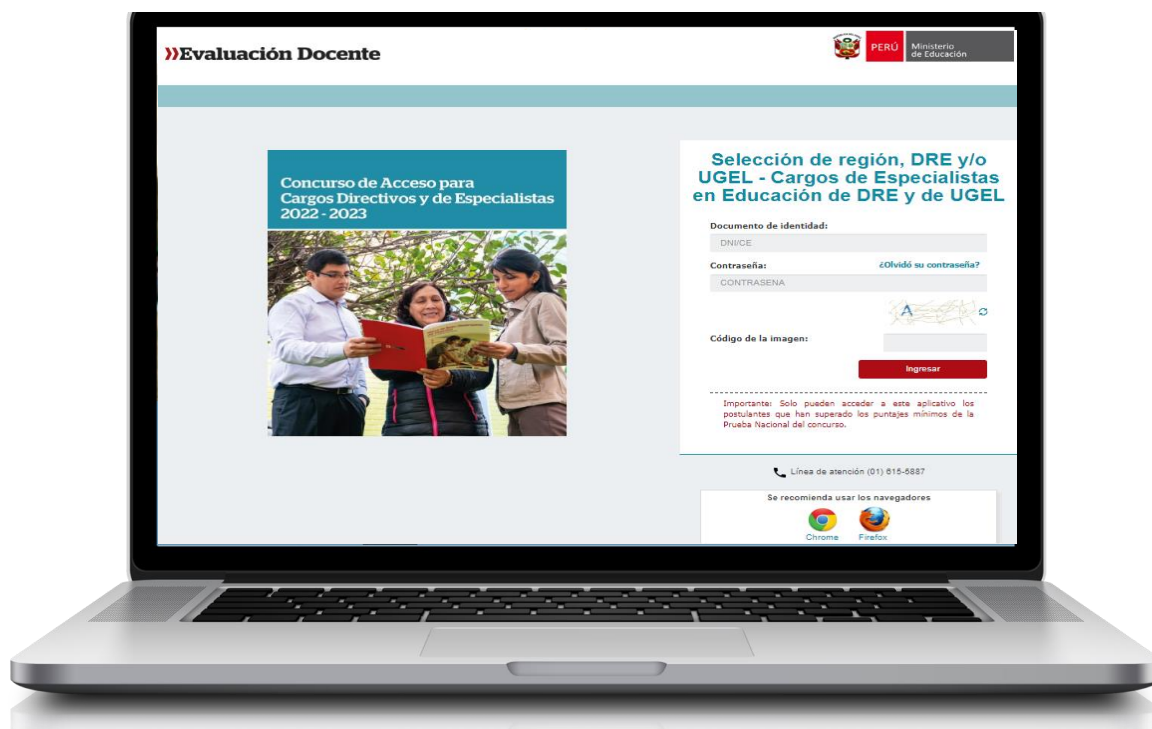 »Evaluación Docente
PERÚ
Ministerio
de Educación
Concurso de Acceso para
Cargos Directivos y de Especialistas
2022 - 2023
Selección de región, DRE y/o
UGEL - Cargos de Especialistas
en Educación de DRE y de UGEL
Documento de identidad:
DNI/CE
Contraseña:
¿Olvidó su contraseña?
CONTRASENA
A
Código de la imagen:
Ingresar
Importante: Solo pueden acceder a este aplicativo los
postulantes que han superado los puntajes mínimos de la
Prueba Nacional del concurso.
Línea de atención (01) 615-5887
Se recomienda usar los navegadores
Chrome
Firefox